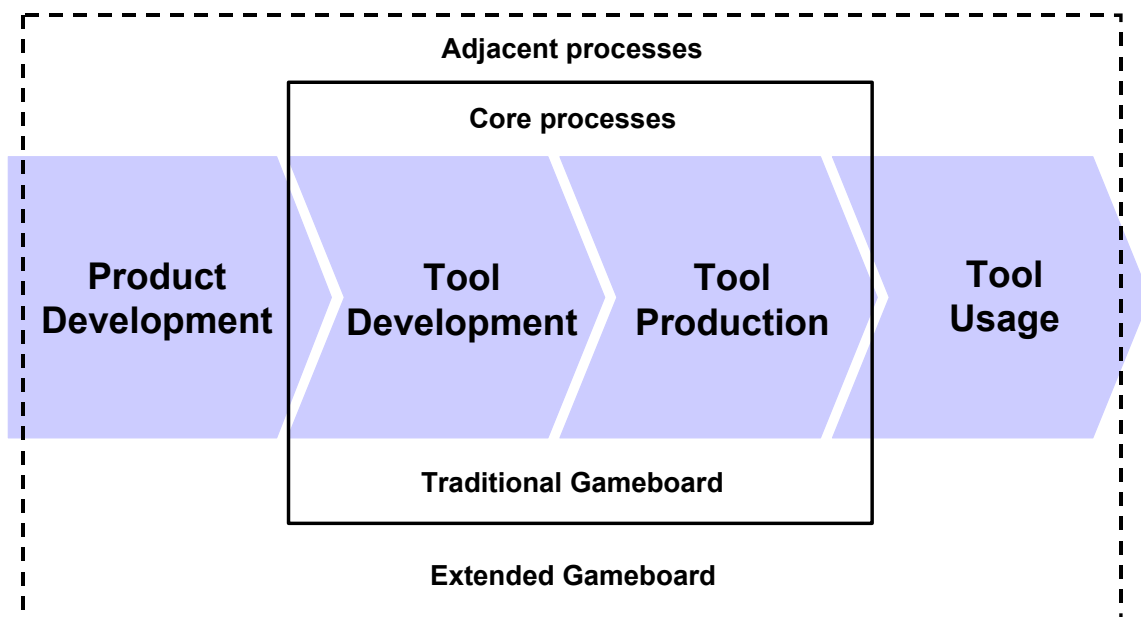 Adjacent processes
Core processes
Product
Development
Tool
Development
Tool
Production
Tool
Usage
Traditional Gameboard
Extended Gameboard